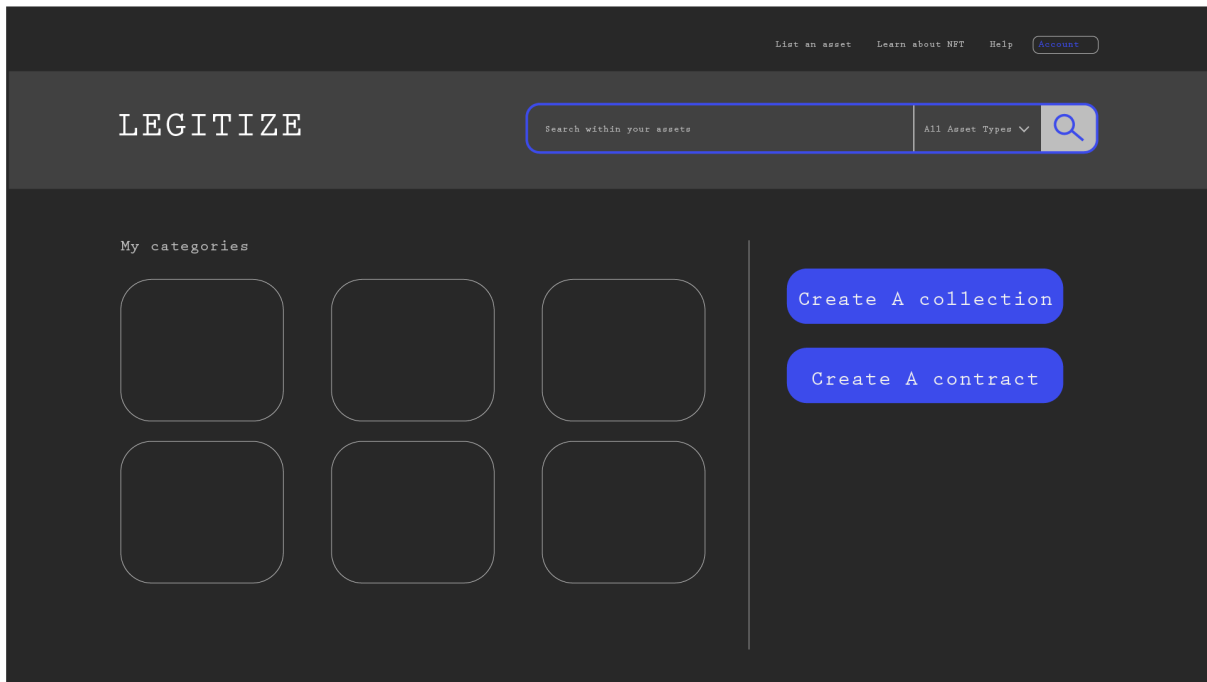 List an asset Learn about NFT Help Account
LEGITIZE
Search within your assets
All Asset Types
My categories
Create A collection
Create A contract